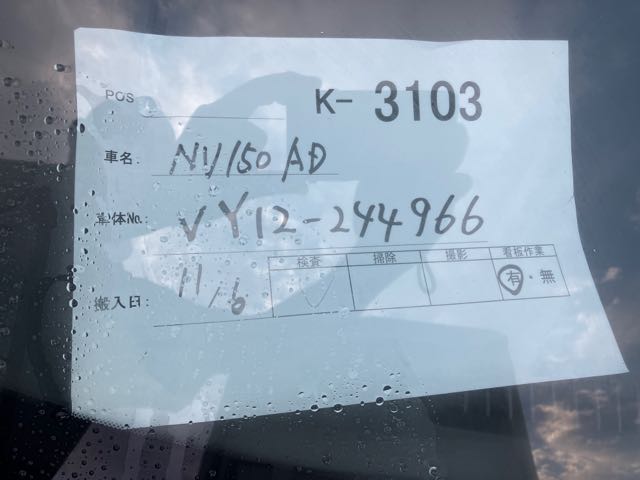 POS
K- 3103
車名: NV150 AD
車体No.: VY12-244966
検査 掃除 撮影 看板作業
搬入日: 11/6 ✓ 有・無